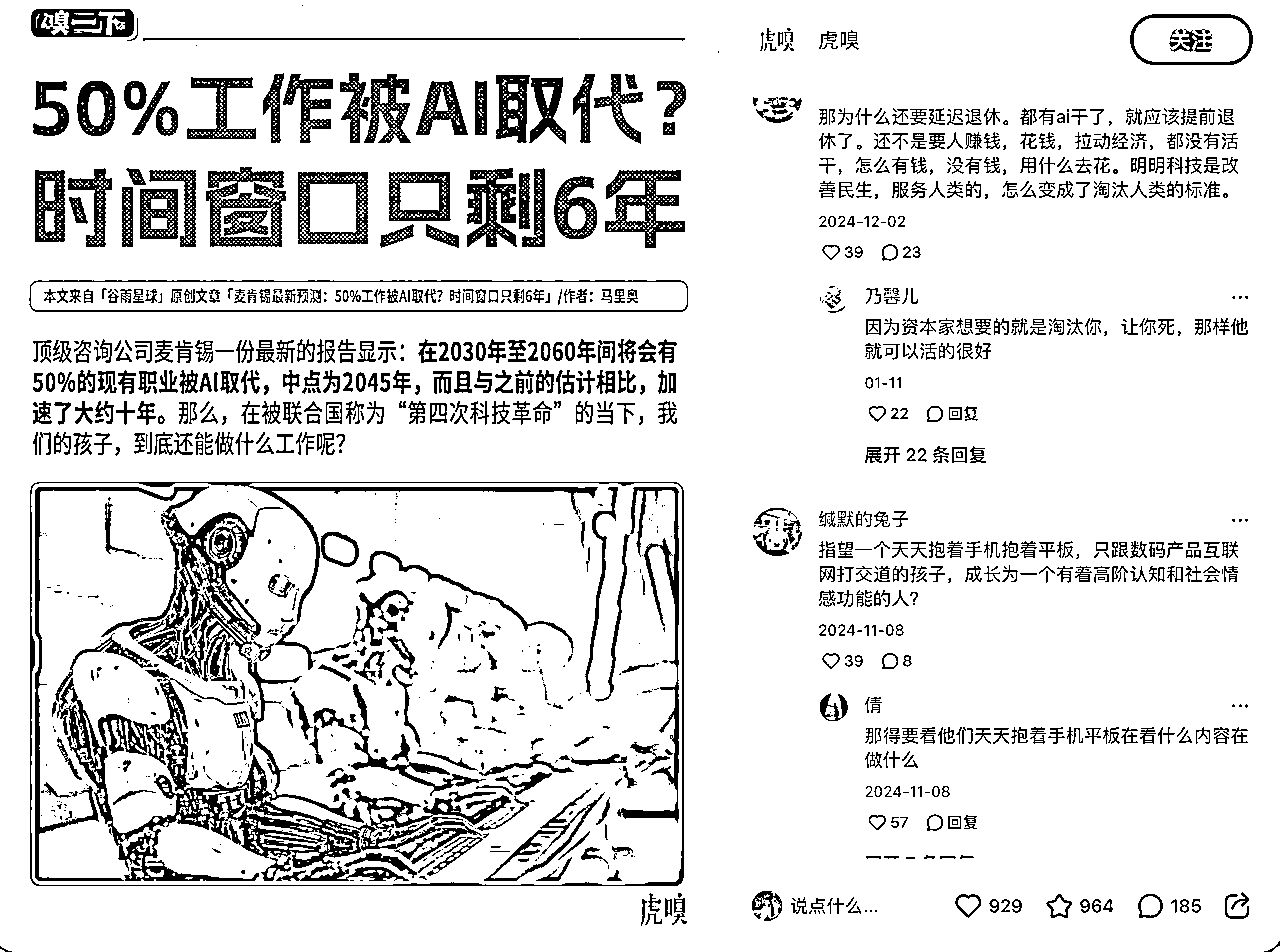 嗅一下
50%工作被AI取代?
时间窗口只剩6年
本文来自「谷雨星球」原创文章「麦肯锡最新预测：50%工作被AI取代？时间窗口只剩6年」/作者：马里奥
顶级咨询公司麦肯锡一份最新的报告显示：在2030年至2060年间将会有
50%的现有职业被AI取代，中点为2045年，而且与之前的估计相比，加
速了大约十年。那么，在被联合国称为“第四次科技革命”的当下，我
们的孩子，到底还能做什么工作呢？
虎嗅
虎嗅 虎嗅
关注
那为什么还要延迟退休。都有ai干了，就应该提前退
休了。还不是要人赚钱，花钱，拉动经济，都没有活
干，怎么有钱，没有钱，用什么去花。明明科技是改
善民生，服务人类的，怎么变成了淘汰人类的标准。
2024-12-02
39 23
乃馨儿 ...
因为资本家想要的就是淘汰你，让你死，那样他
就可以活的很好
01-11
22 回复
展开 22 条回复
缄默的兔子 ...
指望一个天天抱着手机抱着平板，只跟数码产品互联
网打交道的孩子，成长为一个有着高阶认知和社会情
感功能的人？
2024-11-08
39 8
倩 ...
那得要看他们天天抱着手机平板在看什么内容在
做什么
2024-11-08
57 回复
说点什么... 929 964 185